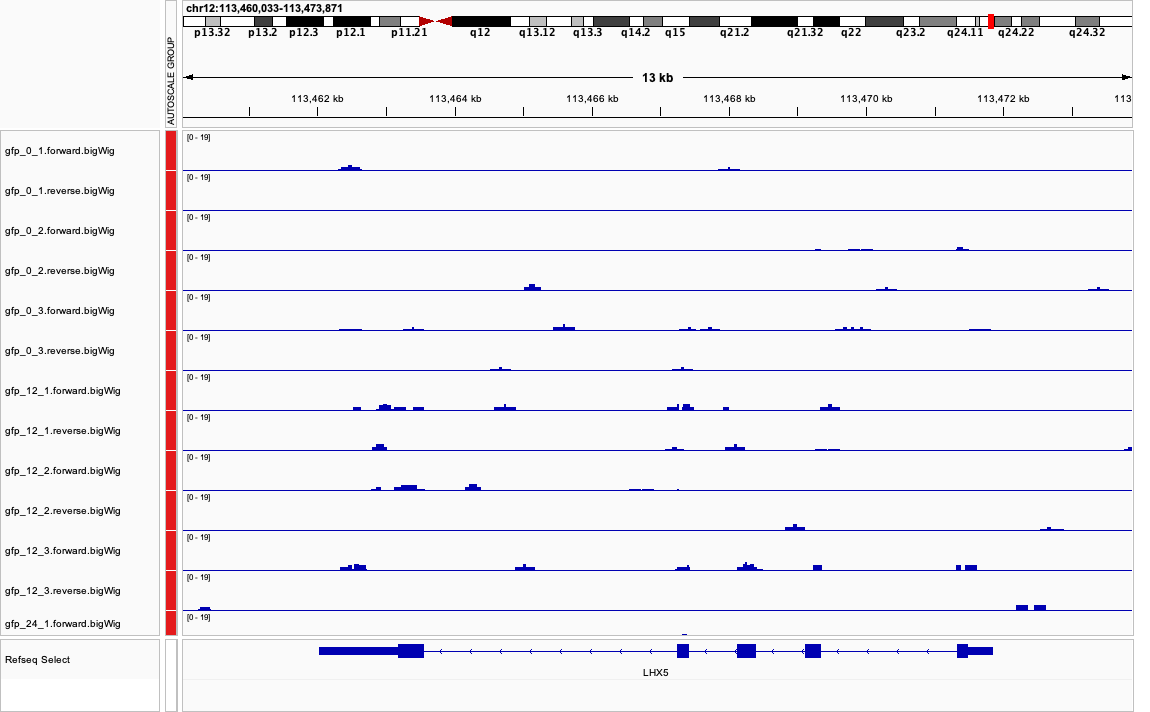 chr12:113,460,033-113,473,871
p13.32 p13.2 p12.3 p12.1 p11.21 q12 q13.12 q13.3 q14.2 q15 q21.2 q21.32 q22 q23.2 q24.11 q24.22 q24.32
AUTOSCALE GROUP
13 kb
113,462 kb 113,464 kb 113,466 kb 113,468 kb 113,470 kb 113,472 kb 113
gfp_0_1.forward.bigWig [0 - 19]
gfp_0_1.reverse.bigWig [0 - 19]
gfp_0_2.forward.bigWig [0 - 19]
gfp_0_2.reverse.bigWig [0 - 19]
gfp_0_3.forward.bigWig [0 - 19]
gfp_0_3.reverse.bigWig [0 - 19]
gfp_12_1.forward.bigWig [0 - 19]
gfp_12_1.reverse.bigWig [0 - 19]
gfp_12_2.forward.bigWig [0 - 19]
gfp_12_2.reverse.bigWig [0 - 19]
gfp_12_3.forward.bigWig [0 - 19]
gfp_12_3.reverse.bigWig [0 - 19]
gfp_24_1.forward.bigWig [0 - 19]
Refseq Select
LHX5